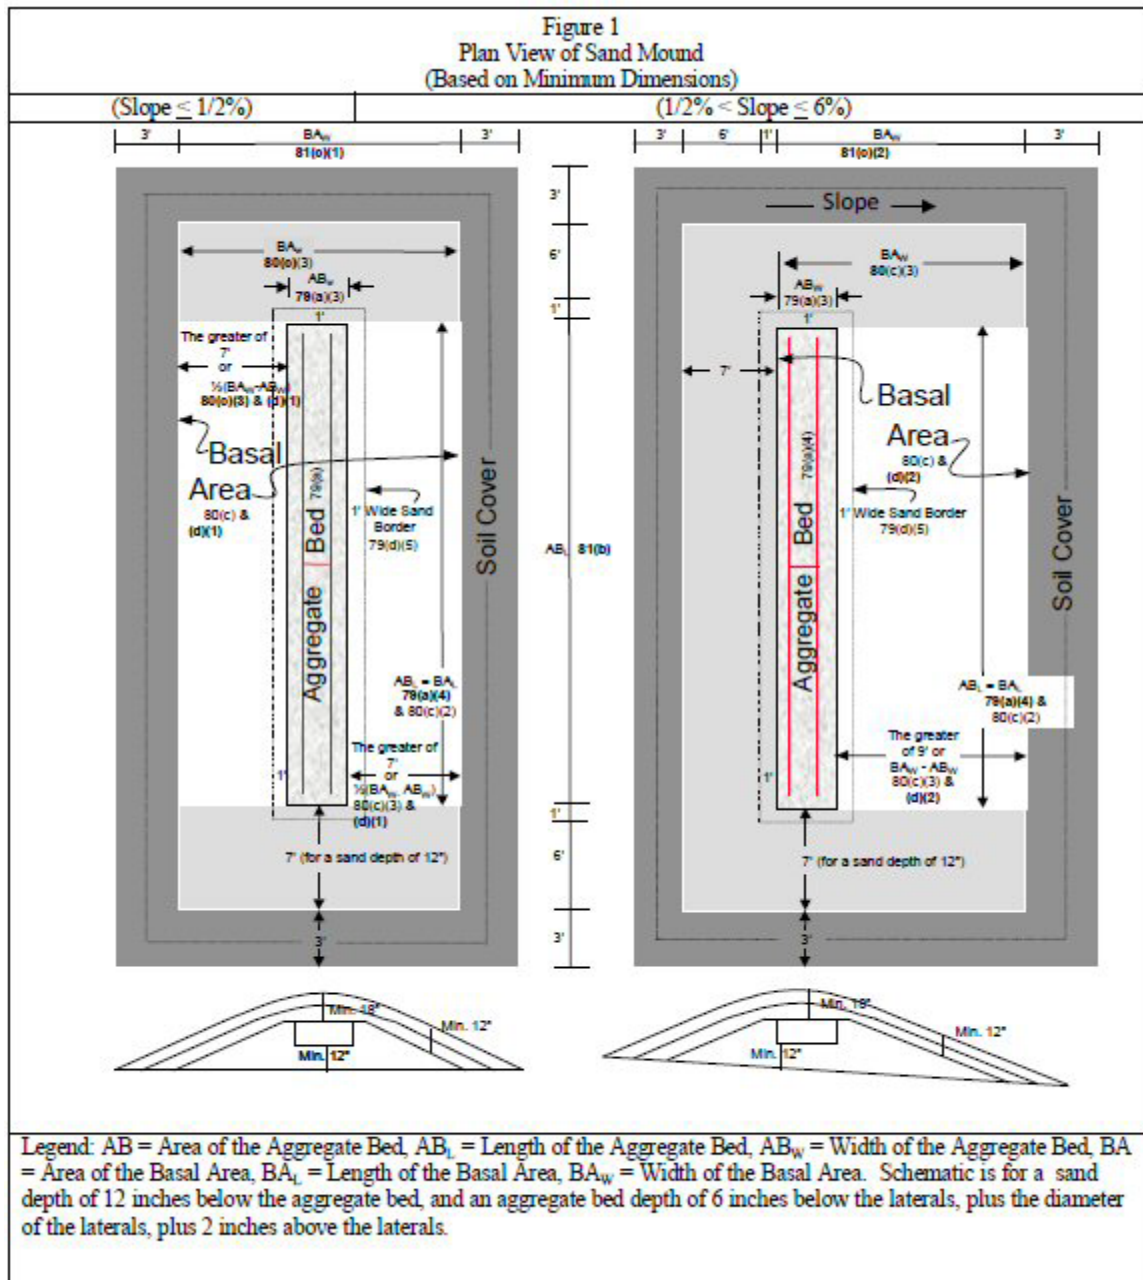 Figure 1
Plan View of Sand Mound
(Based on Minimum Dimensions)
(Slope ≤ 1/2%)
(1/2% < Slope ≤ 6%)
3'
BAW
3'
81(o)(1)
3'
6'
1'
BAW
3'
81(o)(2)
BAW
80(o)(3)
ABW
79(a)(3)
1'
The greater of
7'
or
½(BAW-ABW)
80(o)(3) & (d)(1)
Basal
Area
80(c) &
(d)(1)
Aggregate Bed 79(a)
1' Wide Sand
Border
79(d)(5)
ABL = BAL
79(a)(4)
& 80(c)(2)
The greater of
7'
or
½(BAW. ABW)
80(c)(3) &
(d)(1)
1'
7' (for a sand depth of 12")
3'
Soil Cover
3'
6'
1'
ABL 81(b)
1'
6'
3'
Slope
BAW
80(c)(3)
ABW
79(a)(3)
1'
7'
Basal
Area
80(c) &
(d)(2)
Aggregate Bed 79(a)(4)
1' Wide Sand Border
79(d)(5)
ABL = BAL
79(a)(4) &
80(c)(2)
The greater
of 9' or
BAW - ABW
80(c)(3) &
(d)(2)
1'
7' (for a sand depth of 12")
3'
Soil Cover
Min. 18"
Min. 12"
Min. 12"
Min. 18"
Min. 12"
Min. 12"
Legend: AB = Area of the Aggregate Bed, ABL = Length of the Aggregate Bed, ABW = Width of the Aggregate Bed, BA
= Area of the Basal Area, BAL = Length of the Basal Area, BAW = Width of the Basal Area. Schematic is for a sand
depth of 12 inches below the aggregate bed, and an aggregate bed depth of 6 inches below the laterals, plus the diameter
of the laterals, plus 2 inches above the laterals.